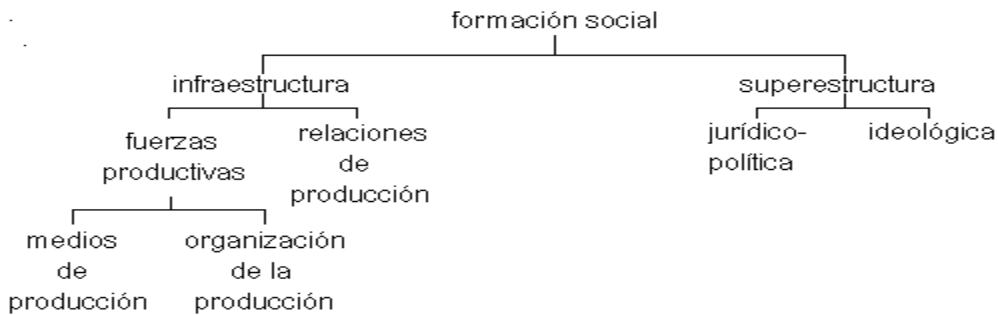 formación social
infraestructura
superestructura
fuerzas
productivas
relaciones
de
producción
jurídico-
política
ideológica
medios
de
producción
organización
de la
producción